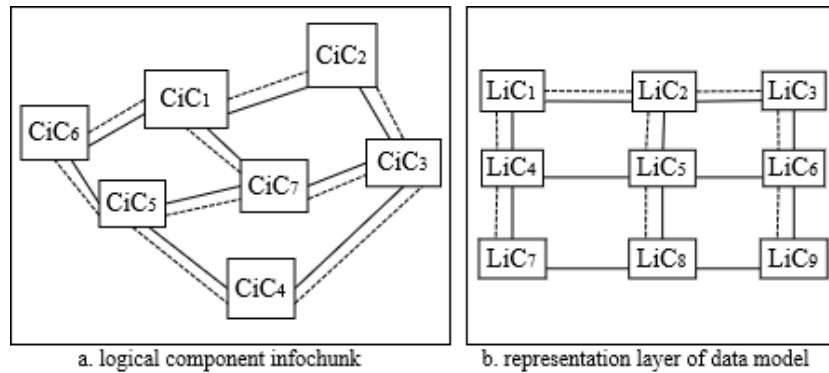 CiC2
CiC1
CiC6
CiC3
CiC7
CiC5
CiC4
a. logical component infochunk
LiC1 LiC2 LiC3
LiC4 LiC5 LiC6
LiC7 LiC8 LiC9
b. representation layer of data model